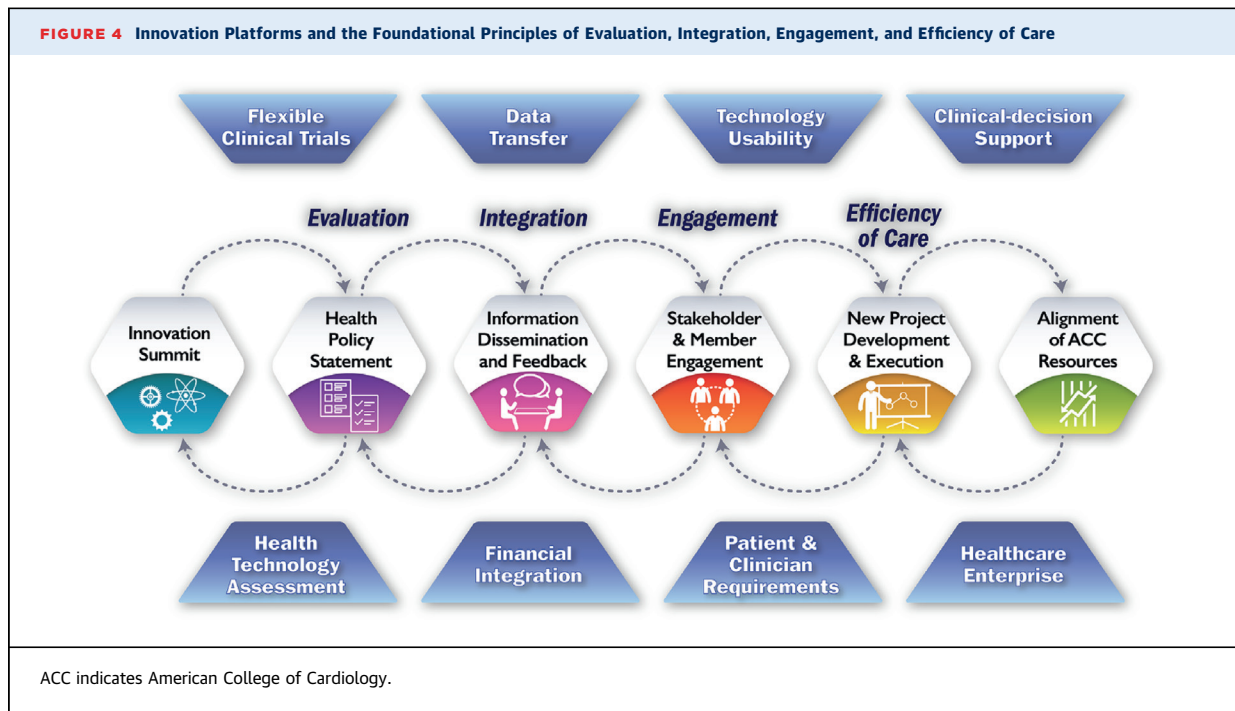 FIGURE 4 Innovation Platforms and the Foundational Principles of Evaluation, Integration, Engagement, and Efficiency of Care
Flexible
Clinical Trials
Data
Transfer
Technology
Usability
Clinical-decision
Support
Evaluation
Integration
Engagement
Efficiency
of Care
Innovation
Summit
Health
Policy
Statement
Information
Dissemination
and Feedback
Stakeholder
& Member
Engagement
New Project
Development
& Execution
Alignment
of ACC
Resources
Health
Technology
Assessment
Financial
Integration
Patient &
Clinician
Requirements
Healthcare
Enterprise
ACC indicates American College of Cardiology.